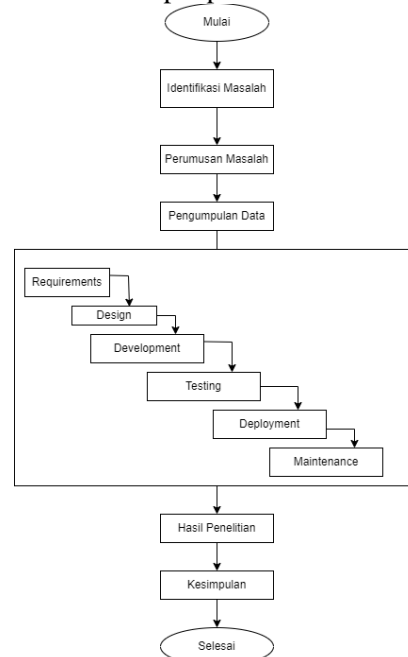 Mulai
Identifikasi Masalah
Perumusan Masalah
Pengumpulan Data
Requirements
Design
Development
Testing
Deployment
Maintenance
Hasil Penelitian
Kesimpulan
Selesai